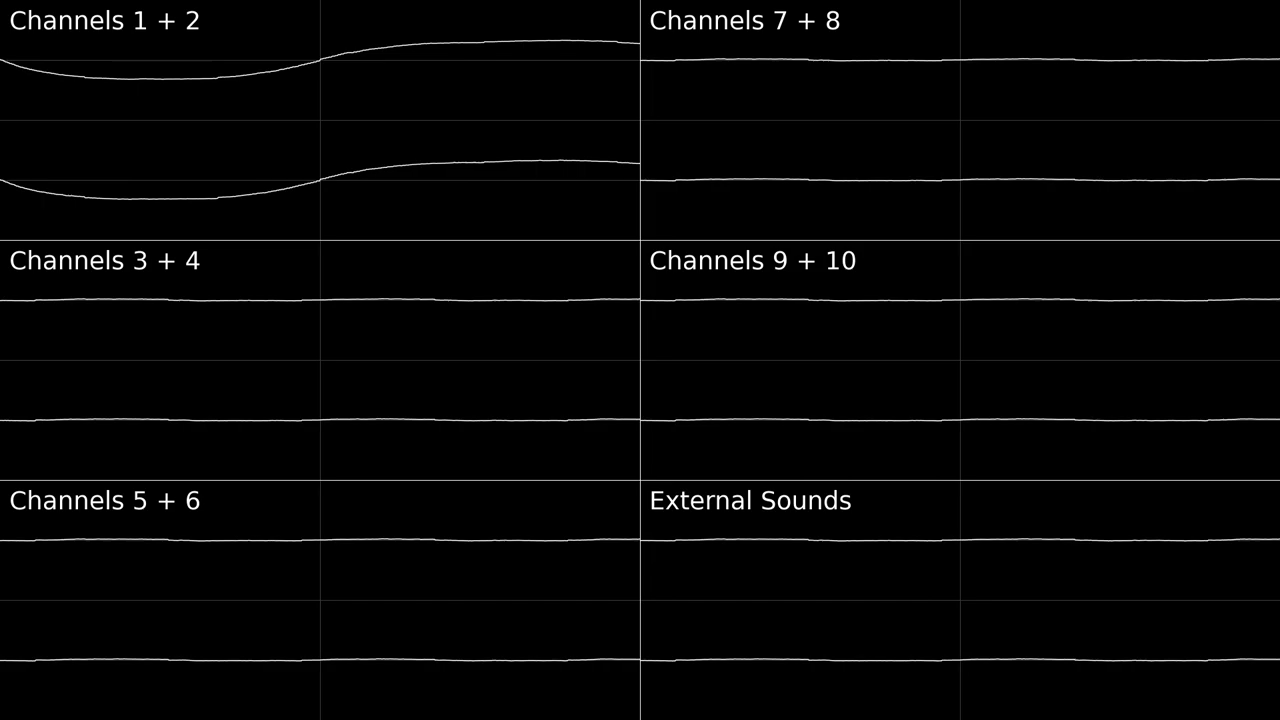 Channels 1 + 2
Channels 7 + 8
Channels 3 + 4
Channels 9 + 10
Channels 5 + 6
External Sounds